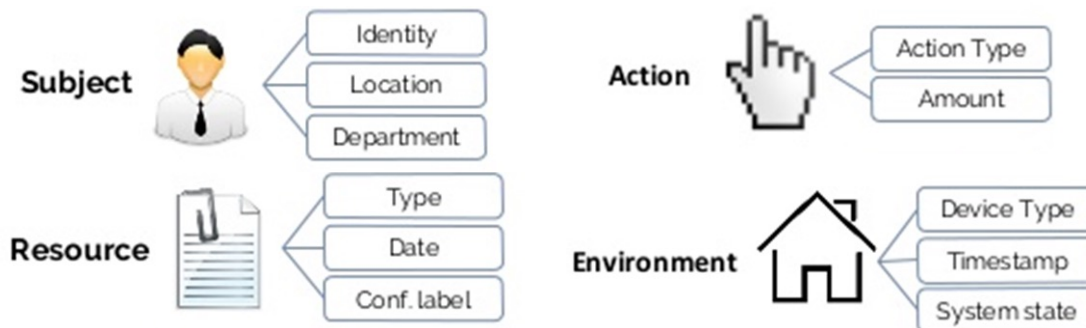 Subject
Identity
Location
Department
Action
Action Type
Amount
Resource
Type
Date
Conf. label
Environment
Device Type
Timestamp
System state